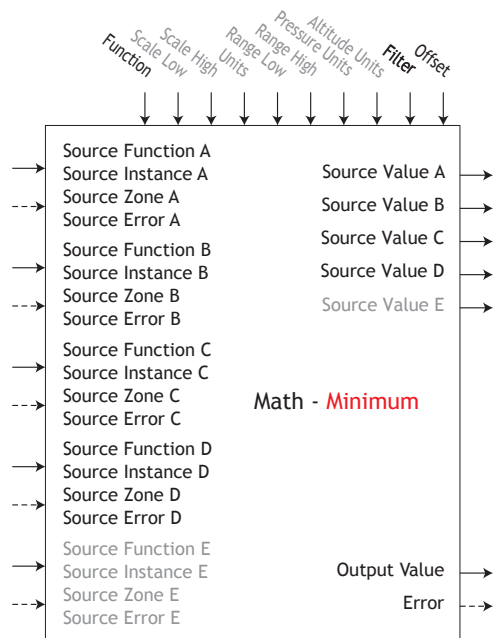 Function
Scale Low
Scale High
Units
Range Low
Range High
Pressure Units
Altitude Units
Filter
Offset
Source Function A
Source Instance A
Source Zone A
Source Error A
Source Function B
Source Instance B
Source Zone B
Source Error B
Source Function C
Source Instance C
Source Zone C
Source Error C
Source Function D
Source Instance D
Source Zone D
Source Error D
Source Function E
Source Instance E
Source Zone E
Source Error E
Source Value A
Source Value B
Source Value C
Source Value D
Source Value E
Math - Minimum
Output Value
Error